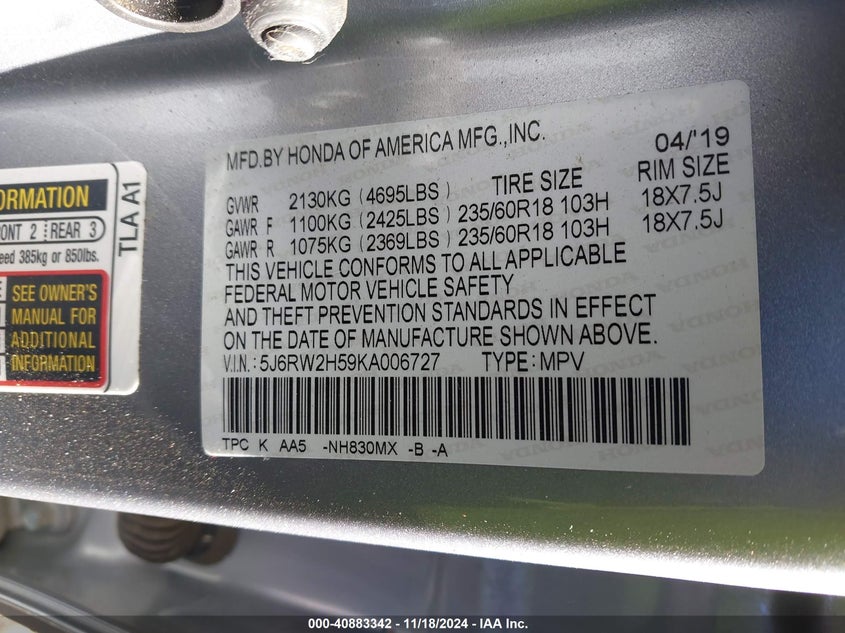 MFD.BY HONDA OF AMERICA MFG.,INC. 04/'19
GVWR 2130KG (4695LBS) TIRE SIZE RIM SIZE
GAWR F 1100KG (2425LBS) 235/60R18 103H 18X7.5J
GAWR R 1075KG (2369LBS) 235/60R18 103H 18X7.5J
THIS VEHICLE CONFORMS TO ALL APPLICABLE
FEDERAL MOTOR VEHICLE SAFETY
AND THEFT PREVENTION STANDARDS IN EFFECT
ON THE DATE OF MANUFACTURE SHOWN ABOVE.
V.I.N.: 5J6RW2H59KA006727 TYPE: MPV
TPC K AA5 -NH830MX -B -A
REAR 3
385kg or 850lbs.
SEE OWNER'S
MANUAL FOR
ADDITIONAL
INFORMATION
TLA A1
HONDA
000-40883342 - 11/18/2024 - IAA Inc.